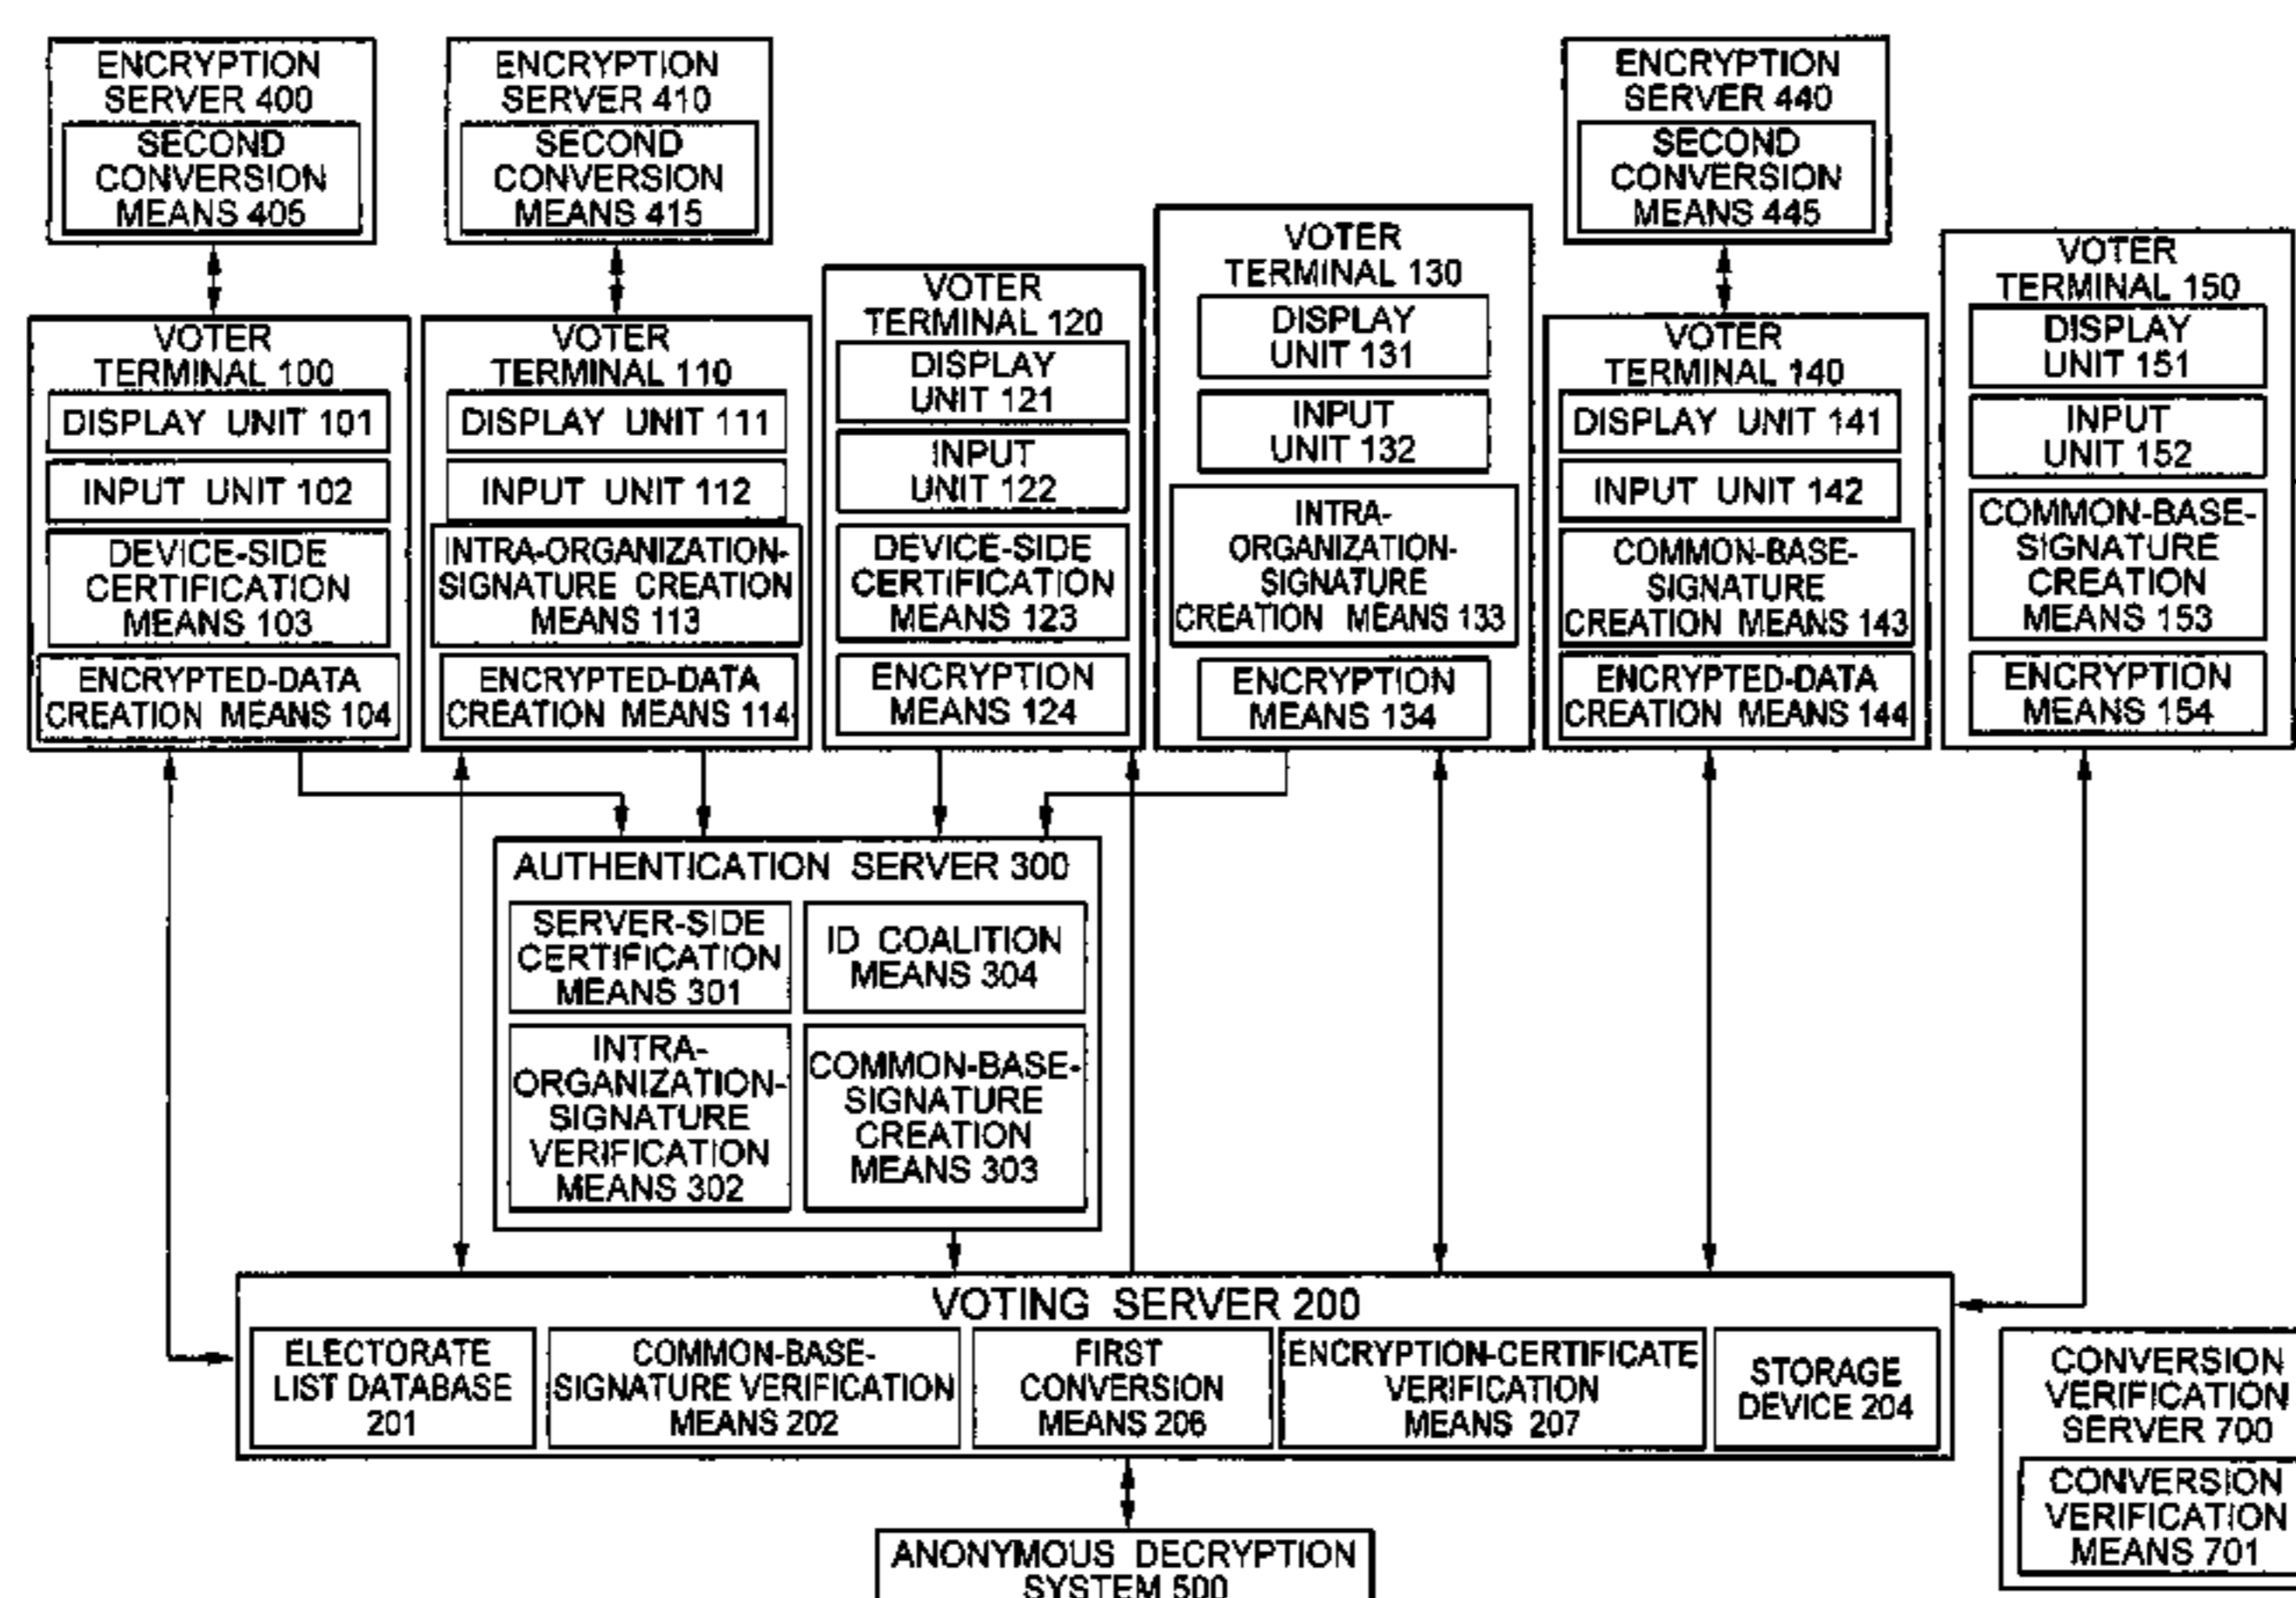 ENCRYPTION
SERVER 400
SECOND
CONVERSION
MEANS 405
ENCRYPTION
SERVER 410
SECOND
CONVERSION
MEANS 415
ENCRYPTION
SERVER 440
SECOND
CONVERSION
MEANS 445
VOTER
TERMINAL 100
DISPLAY UNIT 101
INPUT UNIT 102
DEVICE-SIDE
CERTIFICATION
MEANS 103
ENCRYPTED-DATA
CREATION MEANS 104
VOTER
TERMINAL 110
DISPLAY UNIT 111
INPUT UNIT 112
INTRA-ORGANIZATION-
SIGNATURE CREATION
MEANS 113
ENCRYPTED-DATA
CREATION MEANS 114
VOTER
TERMINAL 120
DISPLAY
UNIT 121
INPUT
UNIT 122
DEVICE-SIDE
CERTIFICATION
MEANS 123
ENCRYPTION
MEANS 124
VOTER
TERMINAL 130
DISPLAY
UNIT 131
INPUT
UNIT 132
INTRA-
ORGANIZATION-
SIGNATURE
CREATION MEANS 133
ENCRYPTION
MEANS 134
VOTER
TERMINAL 140
DISPLAY UNIT 141
INPUT UNIT 142
COMMON-BASE-
SIGNATURE
CREATION MEANS 143
ENCRYPTED-DATA
CREATION MEANS 144
VOTER
TERMINAL 150
DISPLAY
UNIT 151
INPUT
UNIT 152
COMMON-BASE-
SIGNATURE
CREATION
MEANS 153
ENCRYPTION
MEANS 154
AUTHENTICATION SERVER 300
SERVER-SIDE
CERTIFICATION
MEANS 301
ID COALITION
MEANS 304
INTRA-
ORGANIZATION-
SIGNATURE
VERIFICATION
MEANS 302
COMMON-BASE-
SIGNATURE
CREATION
MEANS 303
VOTING SERVER 200
ELECTORATE
LIST DATABASE
201
COMMON-BASE-
SIGNATURE VERIFICATION
MEANS 202
FIRST
CONVERSION
MEANS 206
ENCRYPTION-CERTIFICATE
VERIFICATION
MEANS 207
STORAGE
DEVICE 204
CONVERSION
VERIFICATION
SERVER 700
CONVERSION
VERIFICATION
MEANS 701
ANONYMOUS DECRYPTION
SYSTEM 500